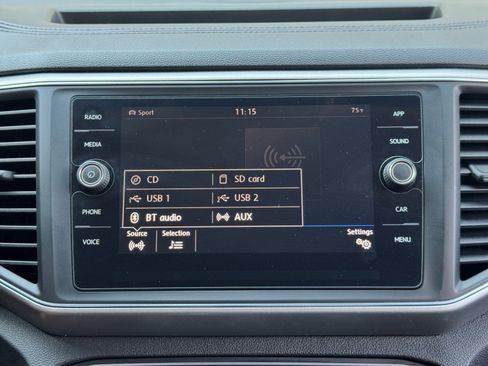 Sport 11:15 75°F
RADIO
MEDIA
PHONE
VOICE
CD SD card
USB 1 USB 2
BT audio AUX
Source Selection Settings
APP
SOUND
CAR
MENU